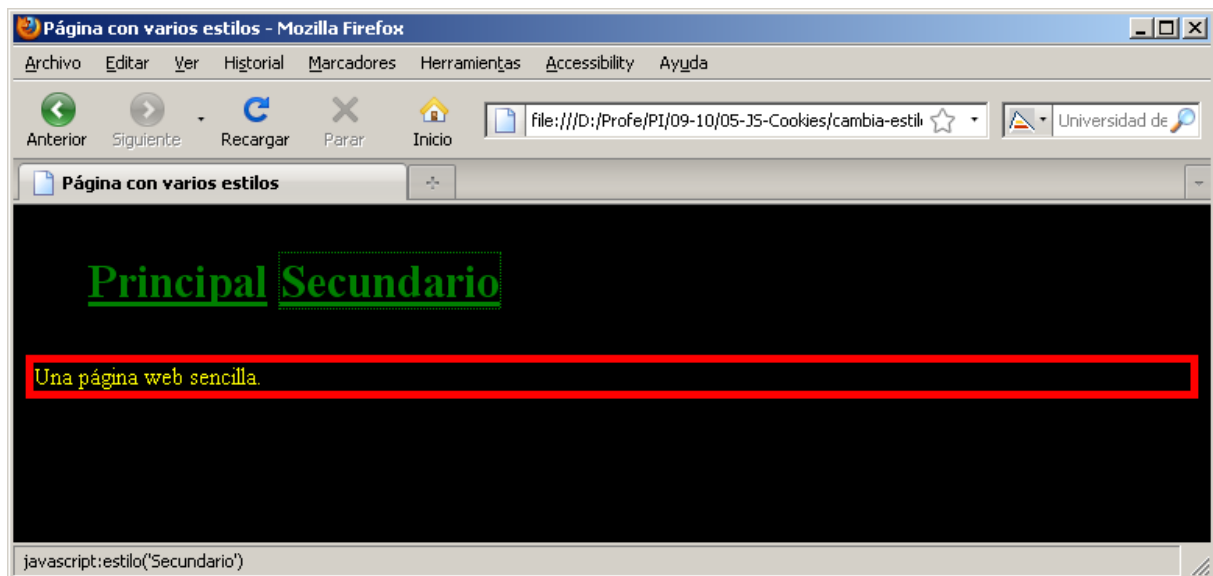 Página con varios estilos - Mozilla Firefox
Archivo Editar Ver Historial Marcadores Herramientas Accessibility Ayuda
Anterior Siguiente Recargar Parar Inicio file:///D:/Profe/PI/09-10/05-JS-Cookies/cambia-estil Universidad de
Página con varios estilos
Principal Secundario
Una página web sencilla.
javascript:estilo('Secundario')